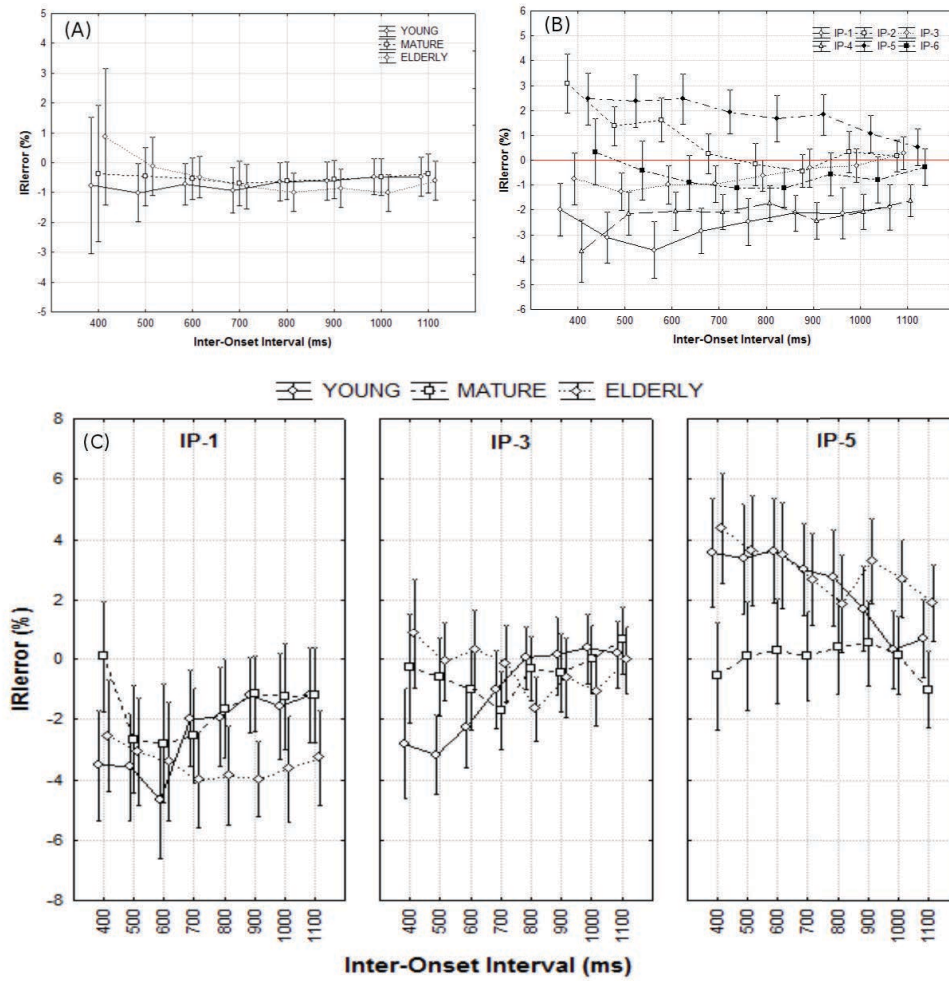 (A)
YOUNG
MATURE
ELDERLY
IRIerror (%)
5
4
3
2
1
0
-1
-2
-3
-4
-5
400 500 600 700 800 900 1000 1100
Inter-Onset Interval (ms)
(B)
IP-1 IP-2 IP-3
IP-4 IP-5 IP-6
IRIerror (%)
6
5
4
3
2
1
0
-1
-2
-3
-4
-5
-6
400 500 600 700 800 900 1000 1100
Inter-Onset Interval (ms)
YOUNG MATURE ELDERLY
(C)
IP-1 IP-3 IP-5
IRIerror (%)
8
6
4
2
0
-2
-4
-6
-8
400 500 600 700 800 900 1000 1100 400 500 600 700 800 900 1000 1100 400 500 600 700 800 900 1000 1100
Inter-Onset Interval (ms)